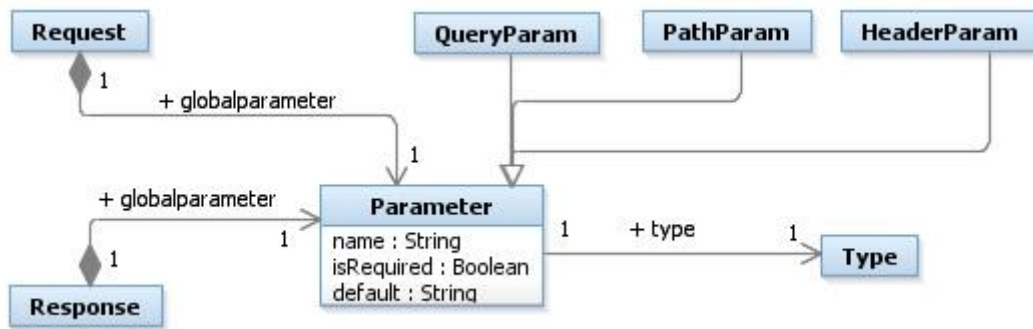 Request
QueryParam
PathParam
HeaderParam
1
+ globalparameter
1
+ globalparameter
1
1
Parameter
name : String
isRequired : Boolean
default : String
1
+ type
1
Type
Response